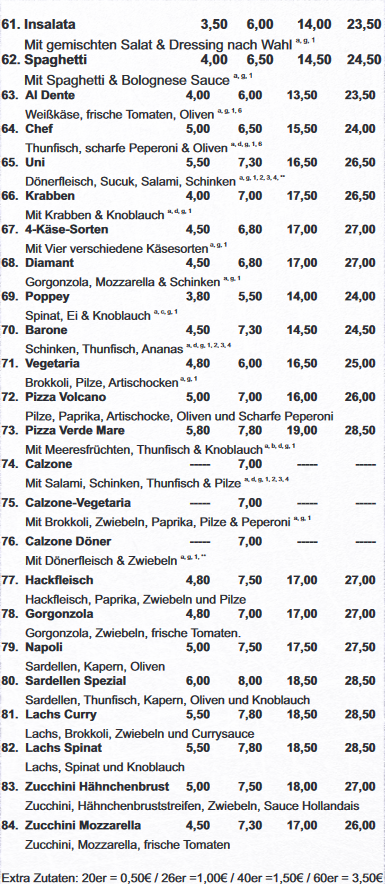 61. Insalata 3,50 6,00 14,00 23,50
Mit gemischten Salat & Dressing nach Wahl a, g, 1
62. Spaghetti 4,00 6,50 14,50 24,50
Mit Spaghetti & Bolognese Sauce a, g, 1
63. Al Dente 4,00 6,00 13,50 23,50
Weißkäse, frische Tomaten, Oliven a, g, 1, 6
64. Chef 5,00 6,50 15,50 24,00
Thunfisch, scharfe Peperoni & Oliven a, d, g, 1, 6
65. Uni 5,50 7,30 16,50 26,50
Dönerfleisch, Sucuk, Salami, Schinken a, g, 1, 2, 3, 4, **
66. Krabben 4,00 7,00 17,50 26,50
Mit Krabben & Knoblauch a, d, g, 1
67. 4-Käse-Sorten 4,50 6,80 17,00 27,00
Mit Vier verschiedene Käsesorten a, g, 1
68. Diamant 4,50 6,80 17,00 27,00
Gorgonzola, Mozzarella & Schinken a, g, 1
69. Poppey 3,80 5,50 14,00 24,00
Spinat, Ei & Knoblauch a, c, g, 1
70. Barone 4,50 7,30 14,50 24,50
Schinken, Thunfisch, Ananas a, d, g, 1, 2, 3, 4
71. Vegetaria 4,80 6,00 16,50 25,00
Brokkoli, Pilze, Artischocken a, g, 1
72. Pizza Volcano 5,00 7,00 16,00 26,00
Pilze, Paprika, Artischocke, Oliven und Scharfe Peperoni
73. Pizza Verde Mare 5,80 7,80 19,00 28,50
Mit Meeresfrüchten, Thunfisch & Knoblauch a, b, d, g, 1
74. Calzone ----- 7,00 ----- -----
Mit Salami, Schinken, Thunfisch & Pilze a, d, g, 1, 2, 3, 4
75. Calzone-Vegetaria ----- 7,00 ----- -----
Mit Brokkoli, Zwiebeln, Paprika, Pilze & Peperoni a, g, 1
76. Calzone Döner ----- 7,00 ----- -----
Mit Dönerfleisch & Zwiebeln a, g, 1, **
77. Hackfleisch 4,80 7,50 17,00 27,00
Hackfleisch, Paprika, Zwiebeln und Pilze
78. Gorgonzola 4,80 7,00 17,00 27,00
Gorgonzola, Zwiebeln, frische Tomaten.
79. Napoli 5,00 7,50 17,50 27,50
Sardellen, Kapern, Oliven
80. Sardellen Spezial 6,00 8,00 18,50 28,50
Sardellen, Thunfisch, Kapern, Oliven und Knoblauch
81. Lachs Curry 5,50 7,80 18,50 28,50
Lachs, Brokkoli, Zwiebeln und Currysauce
82. Lachs Spinat 5,50 7,80 18,50 28,50
Lachs, Spinat und Knoblauch
83. Zucchini Hähnchenbrust 5,00 7,50 18,00 27,00
Zucchini, Hähnchenbruststreifen, Zwiebeln, Sauce Hollandais
84. Zucchini Mozzarella 4,50 7,30 17,00 26,00
Zucchini, Mozzarella, frische Tomaten
Extra Zutaten: 20er = 0,50€ / 26er =1,00€ / 40er =1,50€ / 60er = 3,50€